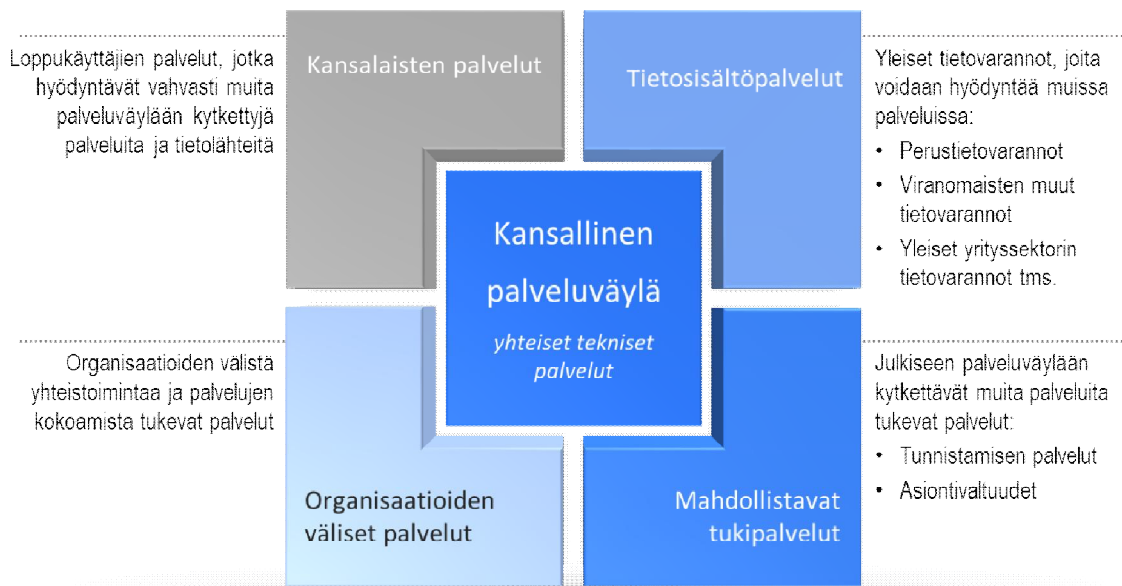 Loppukäyttäjien palvelut, jotka
hyödyntävät vahvasti muita
palveluväylään kytkettyjä
palveluita ja tietolähteitä
Kansalaisten palvelut
Tietosisältöpalvelut
Yleiset tietovarannot, joita
voidaan hyödyntää muissa
palveluissa:
• Perustietovarannot
• Viranomaisten muut
tietovarannot
• Yleiset yrityssektorin
tietovarannot tms.
Kansallinen
palveluväylä
yhteiset tekniset
palvelut
Organisaatioiden välistä
yhteistoimintaa ja palvelujen
kokoamista tukevat palvelut
Organisaatioiden
väliset palvelut
Mahdollistavat
tukipalvelut
Julkiseen palveluväylään
kytkettävät muita palveluita
tukevat palvelut:
• Tunnistamisen palvelut
• Asiontivaltuudet